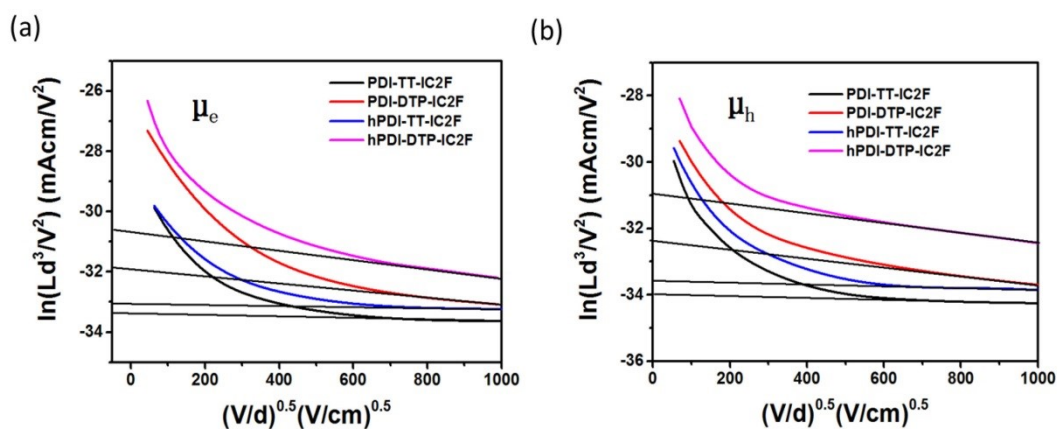 (a)
ln(Ld³/V²) (mAcm/V²)
-26
-28
-30
-32
-34
μe
PDI-TT-IC2F
PDI-DTP-IC2F
hPDI-TT-IC2F
hPDI-DTP-IC2F
0 200 400 600 800 1000
(V/d)^0.5(V/cm)^0.5
(b)
ln(Ld³/V²) (mAcm/V²)
-28
-30
-32
-34
-36
μh
PDI-TT-IC2F
PDI-DTP-IC2F
hPDI-TT-IC2F
hPDI-DTP-IC2F
0 200 400 600 800 1000
(V/d)^0.5(V/cm)^0.5